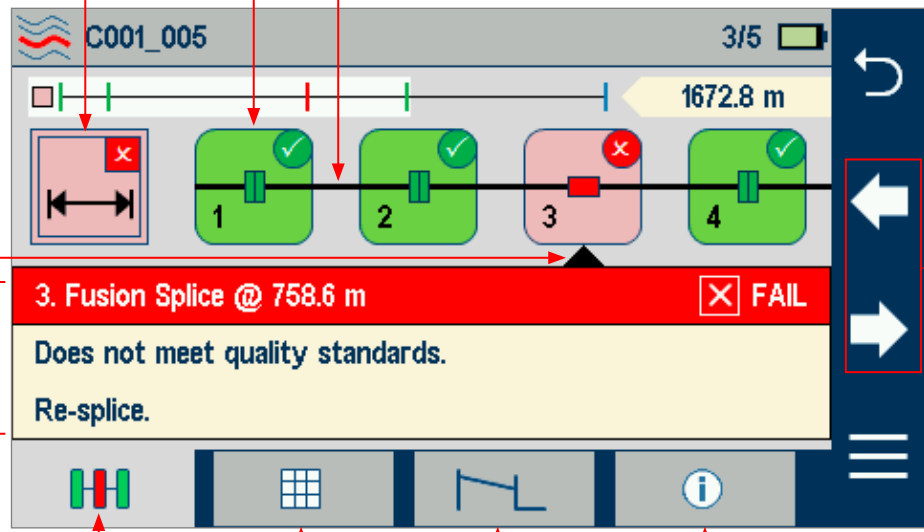 C001_005
3/5
1672.8 m
1
2
3
4
3. Fusion Splice @ 758.6 m
FAIL
Does not meet quality standards.
Re-splice.